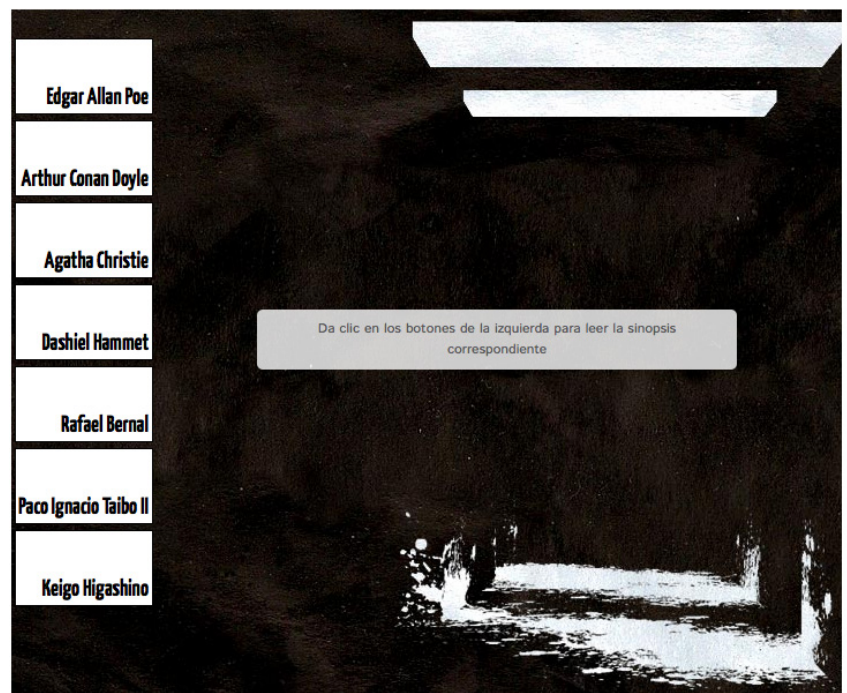 Edgar Allan Poe
Arthur Conan Doyle
Agatha Christie
Dashiel Hammet
Rafael Bernal
Paco Ignacio Taibo II
Keigo Higashino
Da clic en los botones de la izquierda para leer la sinopsis
correspondiente